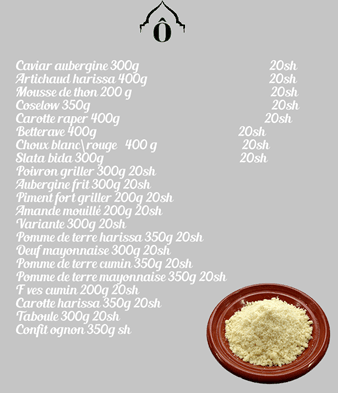 Ô
Caviar aubergine 300g 20sh
Artichaud harissa 400g 20sh
Mousse de thon 200 g 20sh
Coselow 350g 20sh
Carotte raper 400g 20sh
Betterave 400g 20sh
Choux blanc\rouge 400 g 20sh
Slata bida 300g 20sh
Poivron griller 300g 20sh
Aubergine frit 300g 20sh
Piment fort griller 200g 20sh
Amande mouillé 200g 20sh
Variante 300g 20sh
Pomme de terre harissa 350g 20sh
Oeuf mayonnaise 300g 20sh
Pomme de terre cumin 350g 20sh
Pomme de terre mayonnaise 350g 20sh
F ves cumin 200g 20sh
Carotte harissa 350g 20sh
Taboule 300g 20sh
Confit ognon 350g sh